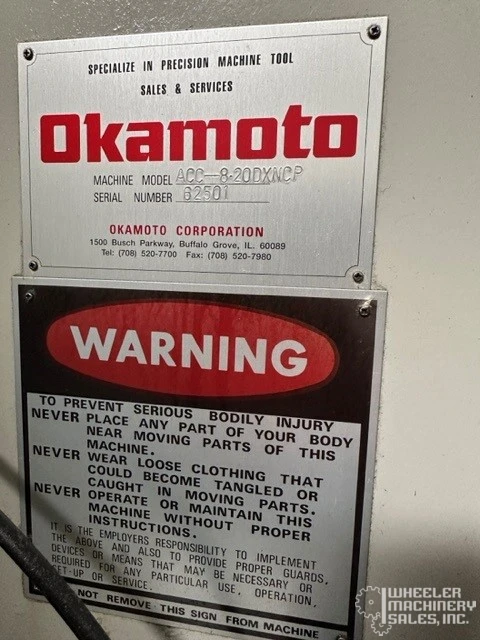 SPECIALIZE IN PRECISION MACHINE TOOL
SALES & SERVICES
Okamoto
MACHINE MODEL ACC-8·20DXNCP
SERIAL NUMBER 62501
OKAMOTO CORPORATION
1500 Busch Parkway, Buffalo Grove, IL. 60089
Tel: (708) 520-7700 Fax: (708) 520-7980
WARNING
TO PREVENT SERIOUS BODILY INJURY
NEVER PLACE ANY PART OF YOUR BODY
NEAR MOVING PARTS OF THIS
MACHINE.
NEVER WEAR LOOSE CLOTHING THAT
COULD BECOME TANGLED OR
CAUGHT IN MOVING PARTS.
NEVER OPERATE OR MAINTAIN THIS
MACHINE WITHOUT PROPER
INSTRUCTIONS.
IT IS THE EMPLOYERS RESPONSIBILITY TO IMPLEMENT
THE ABOVE AND ALSO TO PROVIDE PROPER GUARDS,
DEVICES OR MEANS THAT MAY BE NECESSARY OR
REQUIRED FOR ANY PARTICULAR USE, OPERATION,
SET-UP OR SERVICE.
NOT REMOVE THIS SIGN FROM MACHINE
WHEELER
MACHINERY
SALES, INC.